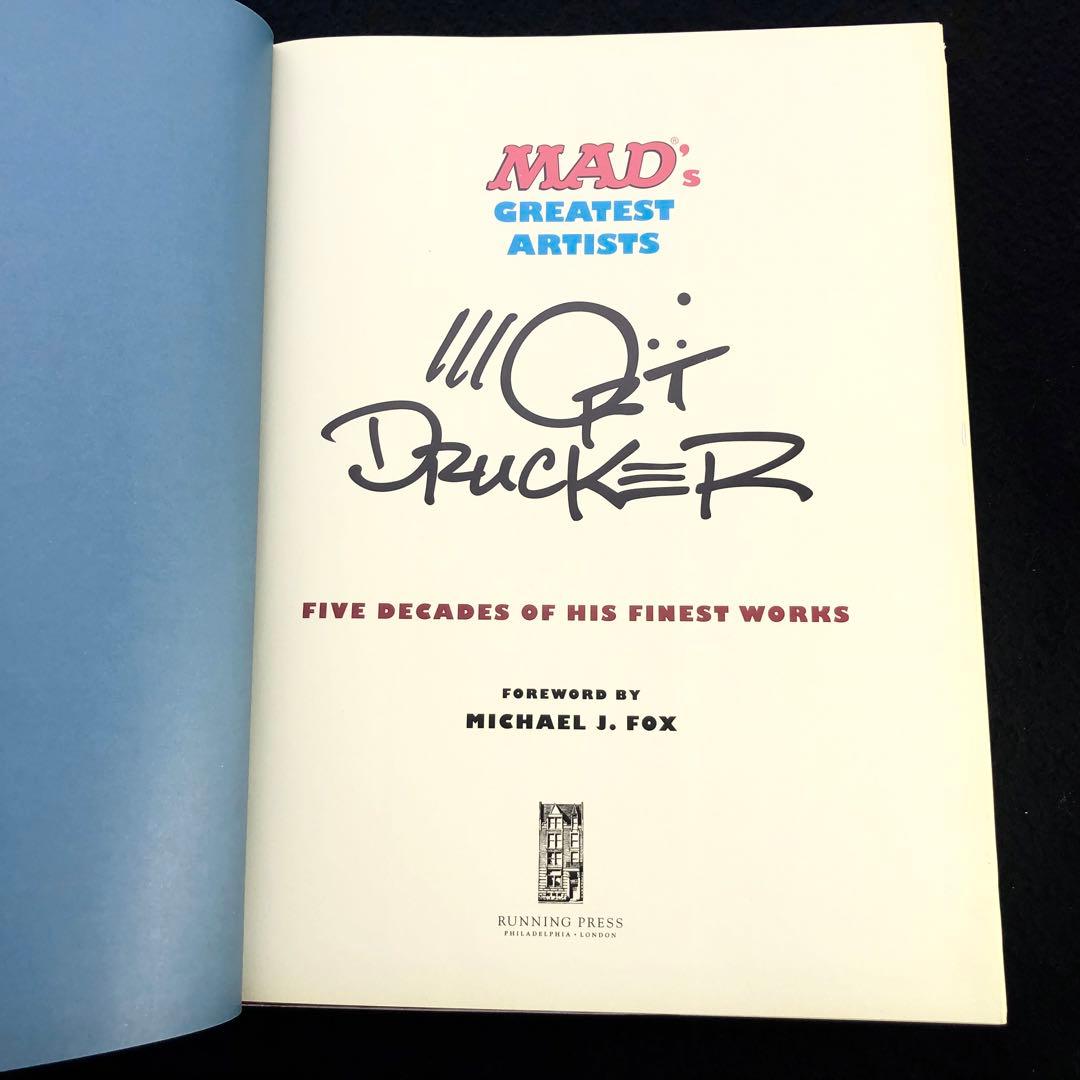 MAD®'s
GREATEST
ARTISTS
MORT
DRUCKER
FIVE DECADES OF HIS FINEST WORKS
FOREWORD BY
MICHAEL J. FOX
RUNNING PRESS
PHILADELPHIA • LONDON